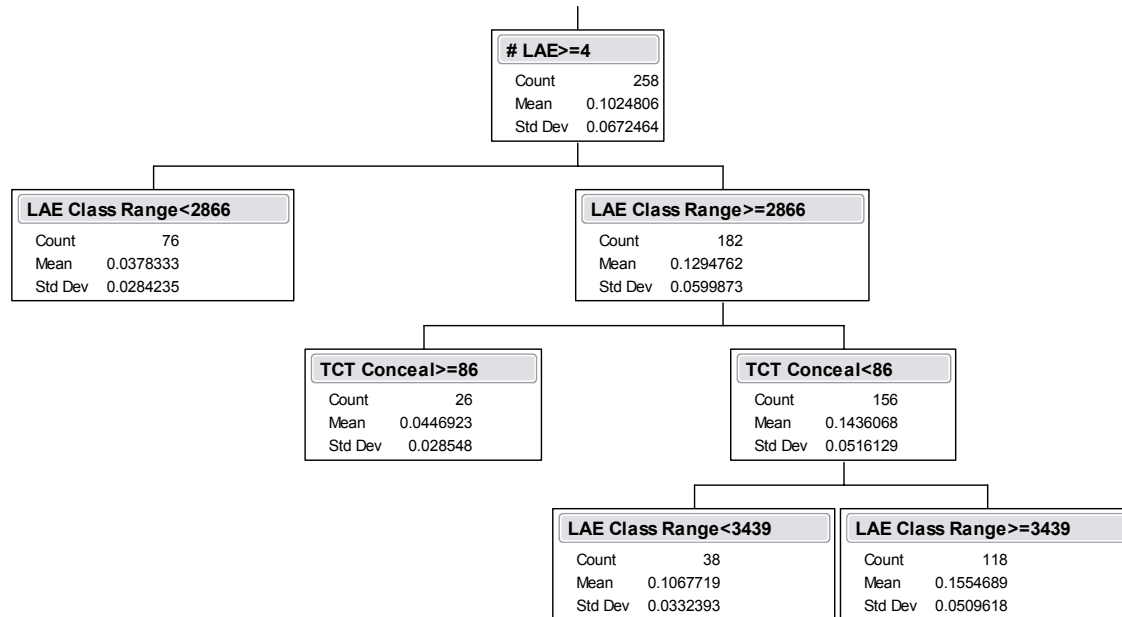 # LAE>=4
Count 258
Mean 0.1024806
Std Dev 0.0672464
LAE Class Range<2866
Count 76
Mean 0.0378333
Std Dev 0.0284235
LAE Class Range>=2866
Count 182
Mean 0.1294762
Std Dev 0.0599873
TCT Conceal>=86
Count 26
Mean 0.0446923
Std Dev 0.028548
TCT Conceal<86
Count 156
Mean 0.1436068
Std Dev 0.0516129
LAE Class Range<3439
Count 38
Mean 0.1067719
Std Dev 0.0332393
LAE Class Range>=3439
Count 118
Mean 0.1554689
Std Dev 0.0509618